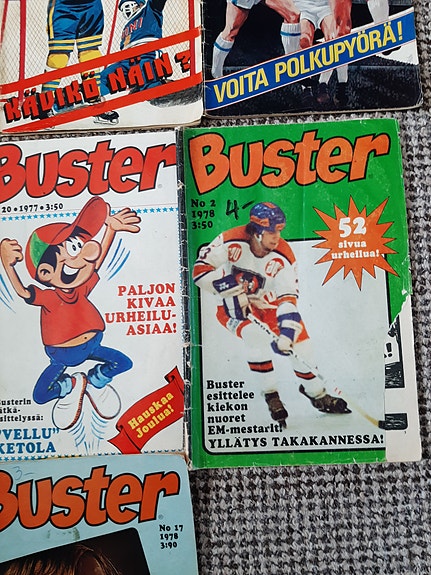 KÄVIKÖ NÄIN?
VOITA POLKUPYÖRÄ!
Buster
20 • 1977 • 3:50
PALJON
KIVAA
URHEILU-
ASIAA!
Hauskaa
Joulua!
KETOLA
Buster
No 2
1978
3:50
4-
52
sivua
urheilua!
Buster
esittelee
kiekon
nuoret
EM-mestarit!
YLLÄTYS TAKAKANNESSA!
3
Buster
No 17
1978
3:90